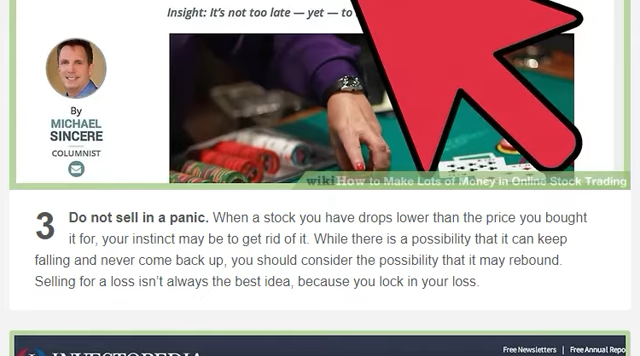 Insight: It’s not too late — yet — to
By
MICHAEL
SINCERE
COLUMNIST
wikiHow to Make Lots of Money in Online Stock Trading
3 Do not sell in a panic. When a stock you have drops lower than the price you bought
it for, your instinct may be to get rid of it. While there is a possibility that it can keep
falling and never come back up, you should consider the possibility that it may rebound.
Selling for a loss isn’t always the best idea, because you lock in your loss.
INVESTOPEDIA
Free Newsletters | Free Annual Repo